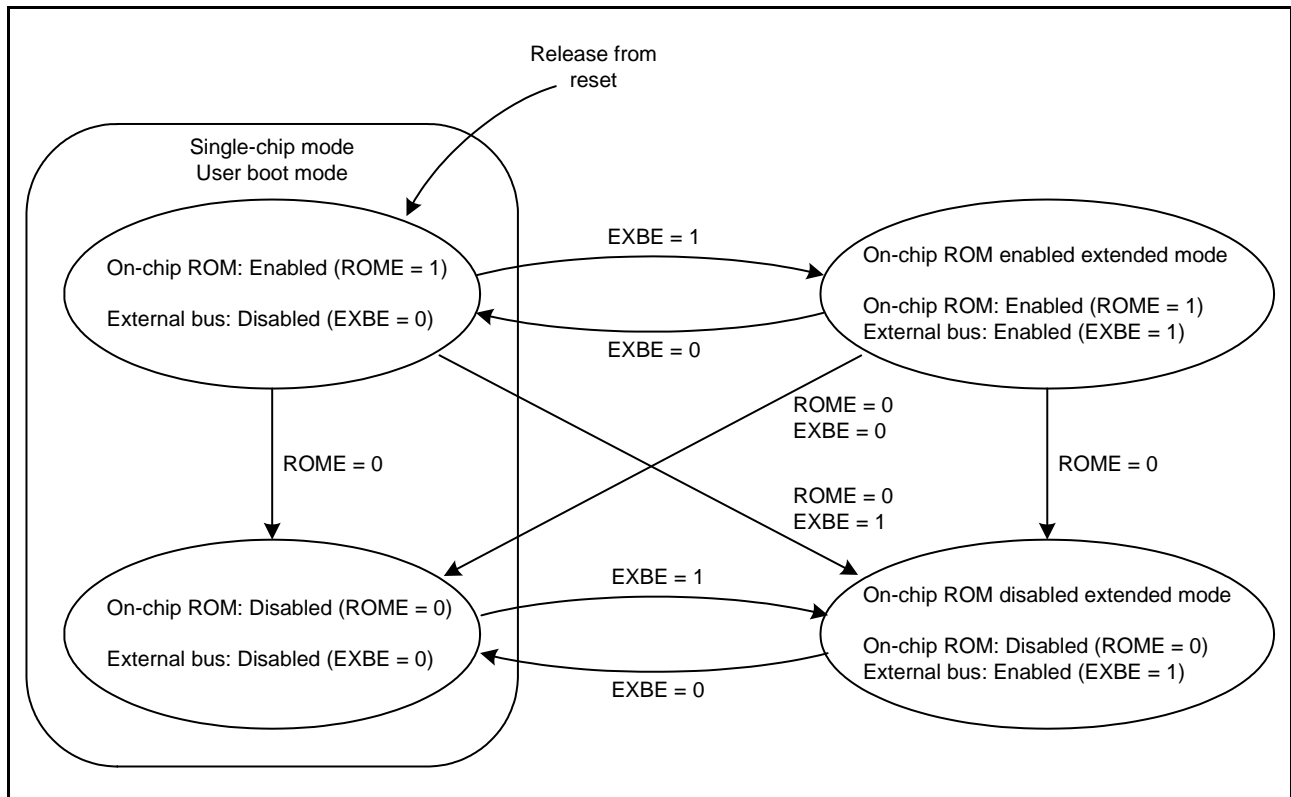 Release from
reset
Single-chip mode
User boot mode
On-chip ROM: Enabled (ROME = 1)
External bus: Disabled (EXBE = 0)
EXBE = 1
EXBE = 0
On-chip ROM enabled extended mode
On-chip ROM: Enabled (ROME = 1)
External bus: Enabled (EXBE = 1)
ROME = 0
EXBE = 0
ROME = 0
ROME = 0
ROME = 0
EXBE = 1
On-chip ROM: Disabled (ROME = 0)
External bus: Disabled (EXBE = 0)
EXBE = 1
EXBE = 0
On-chip ROM disabled extended mode
On-chip ROM: Disabled (ROME = 0)
External bus: Enabled (EXBE = 1)